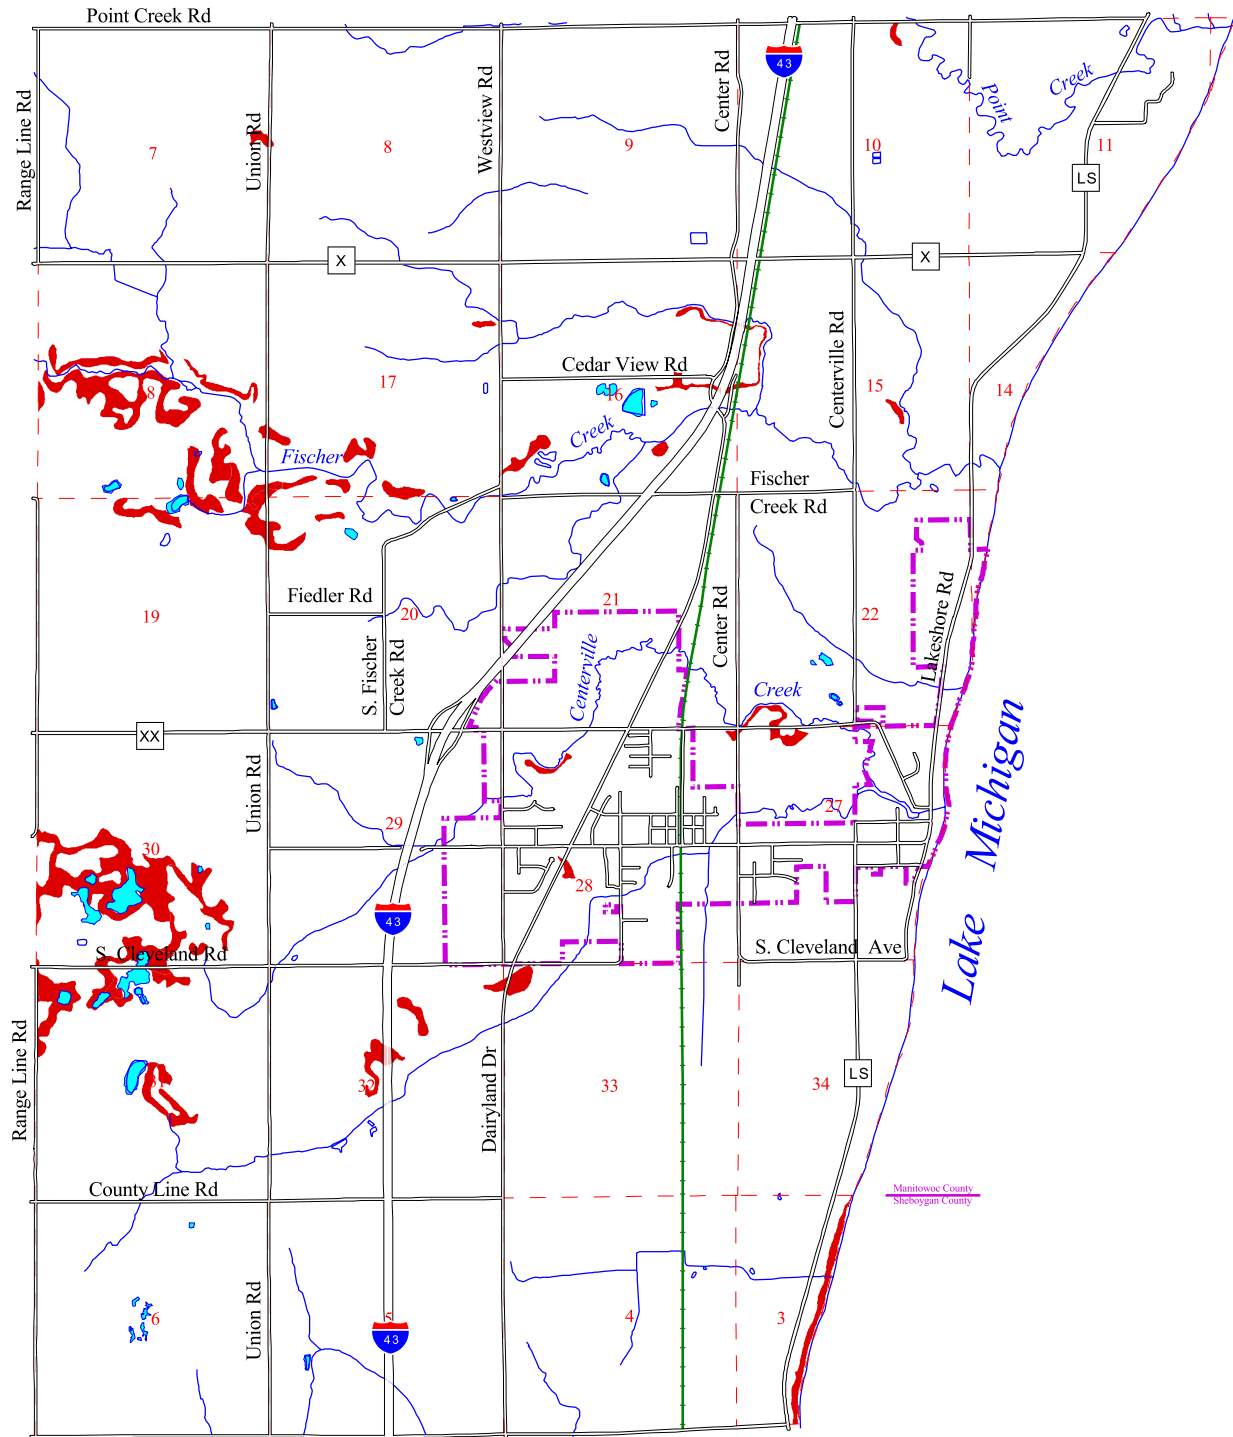 Point Creek Rd
43
Range Line Rd
Union Rd
Westview Rd
Center Rd
Point
Creek
7
8
9
10
11
LS
X
X
Cedar View Rd
Centerville Rd
17
16
15
14
18
Creek
Fischer
Fischer
Creek Rd
Fiedler Rd
19
20
21
22
S. Fischer
Creek Rd
Centerville
Center Rd
Lakeshore Rd
Creek
XX
Union Rd
29
27
30
28
43
Lake Michigan
S. Cleveland Rd
S. Cleveland Ave
Range Line Rd
31
32
33
34
LS
Dairyland Dr
County Line Rd
Manitowoc County
Sheboygan County
Union Rd
6
5
4
3
43